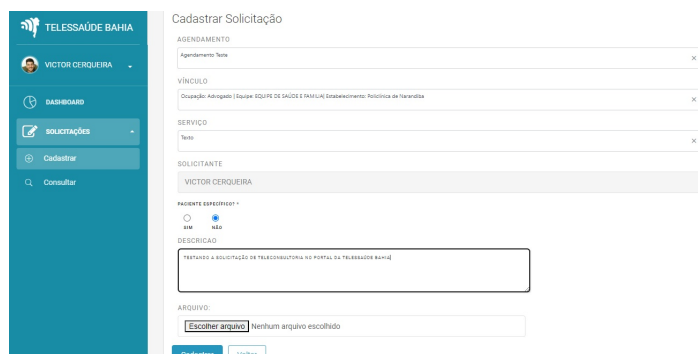 TELESSAÚDE BAHIA
VICTOR CERQUEIRA
DASHBOARD
SOLICITAÇÕES
Cadastrar
Consultar
Cadastrar Solicitação
AGENDAMENTO
Agendamento Teste
VÍNCULO
Ocupação: Advogado | Equipe: EQUIPE DE SAÚDE E FAMILIA| Estabelecimento: Policlínica de Narandiba
SERVIÇO
Texto
SOLICITANTE
VICTOR CERQUEIRA
PACIENTE ESPECÍFICO? *
SIM NÃO
DESCRICAO
TESTANDO A SOLICITAÇÃO DE TELECONSULTORIA NO PORTAL DA TELESSAÚDE BAHIA
ARQUIVO:
Escolher arquivo Nenhum arquivo escolhido
Cadastrar Voltar